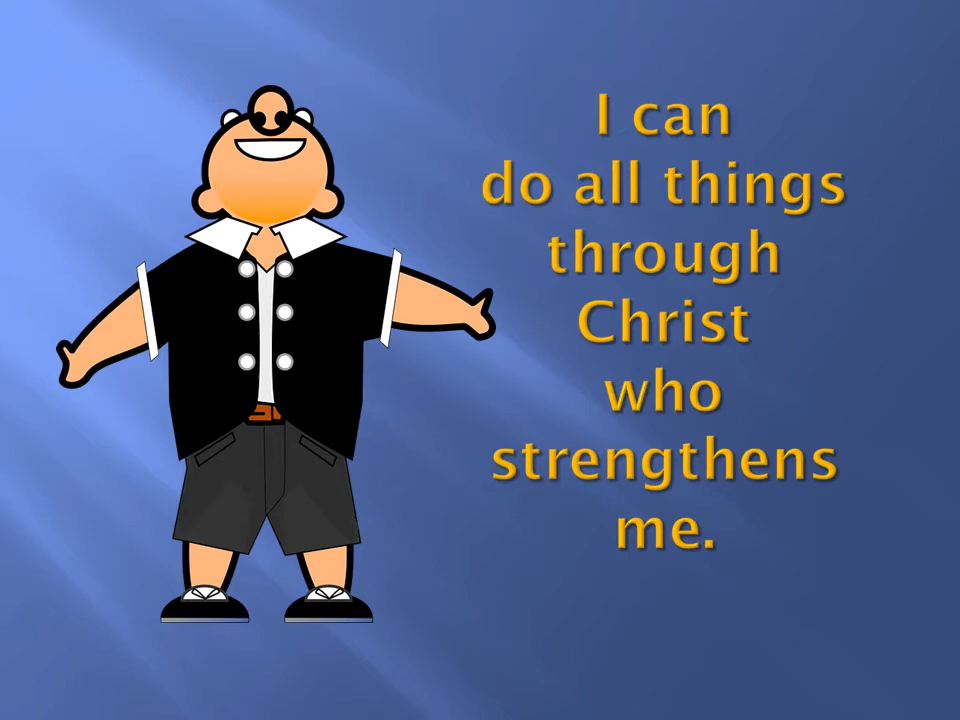 I can
do all things
through
Christ
who
strengthens
me.